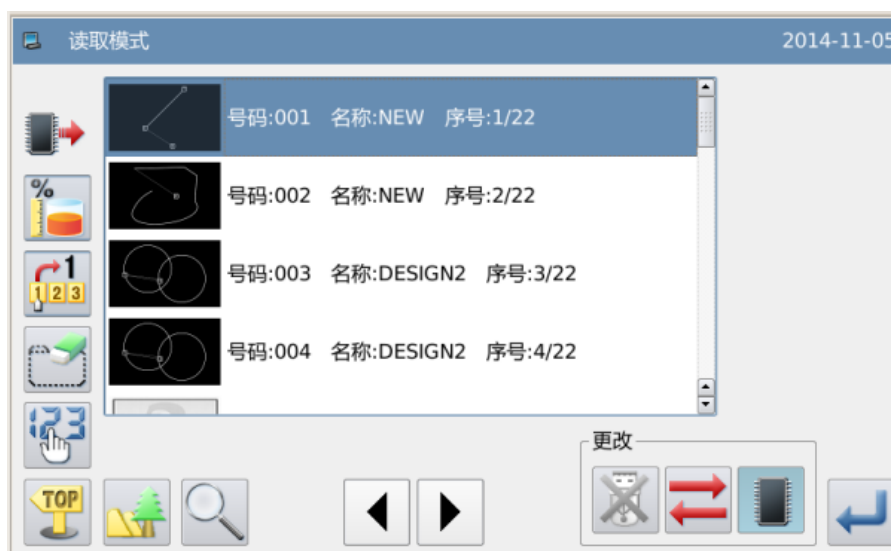 读取模式 2014-11-05
号码:001 名称:NEW 序号:1/22
号码:002 名称:NEW 序号:2/22
号码:003 名称:DESIGN2 序号:3/22
号码:004 名称:DESIGN2 序号:4/22
%
1
1 2 3
123
更改
TOP